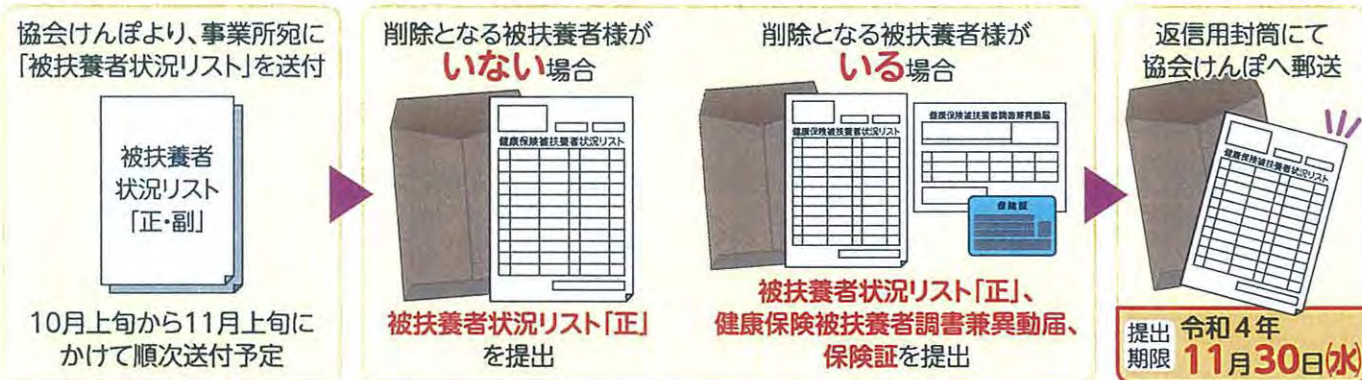 協会けんぽより、事業所宛に
「被扶養者状況リスト」を送付
被扶養者
状況リスト
「正・副」
10月上旬から11月上旬に
かけて順次送付予定
削除となる被扶養者様が
いない場合
健康保険被扶養者状況リスト
被扶養者状況リスト「正」
を提出
削除となる被扶養者様が
いる場合
健康保険被扶養者状況リスト
健康保険被扶養者調書兼異動届
保険証
被扶養者状況リスト「正」、
健康保険被扶養者調書兼異動届、
保険証を提出
返信用封筒にて
協会けんぽへ郵送
健康保険被扶養者状況リスト
提出
期限
令和4年
11月30日(水)